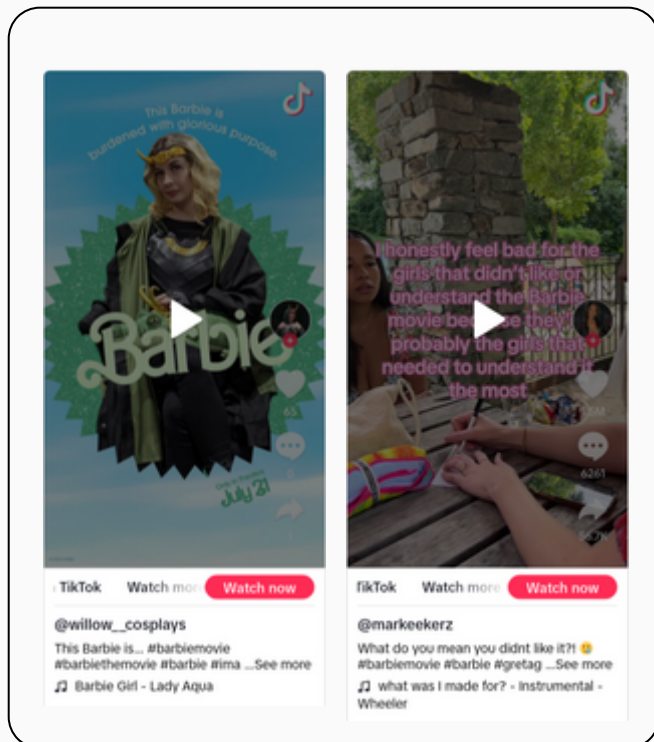 This Barbie is
burdened with glorious purpose.
Barbie
July 21
65
0
TikTok Watch mor
Watch now
@willow__cosplays
This Barbie is... #barbiemovie
#barbiethemovie #barbie #ima ...See more
Barbie Girl - Lady Aqua
I honestly feel bad for the
girls that didn't like or
understand the Barbie
movie because they're
probably the girls that
needed to understand it
the most
6261
TikTok Watch more
Watch now
@markeekerz
What do you mean you didnt like it?!
#barbiemovie #barbie #gretag ...See more
what was I made for? - Instrumental -
Wheeler